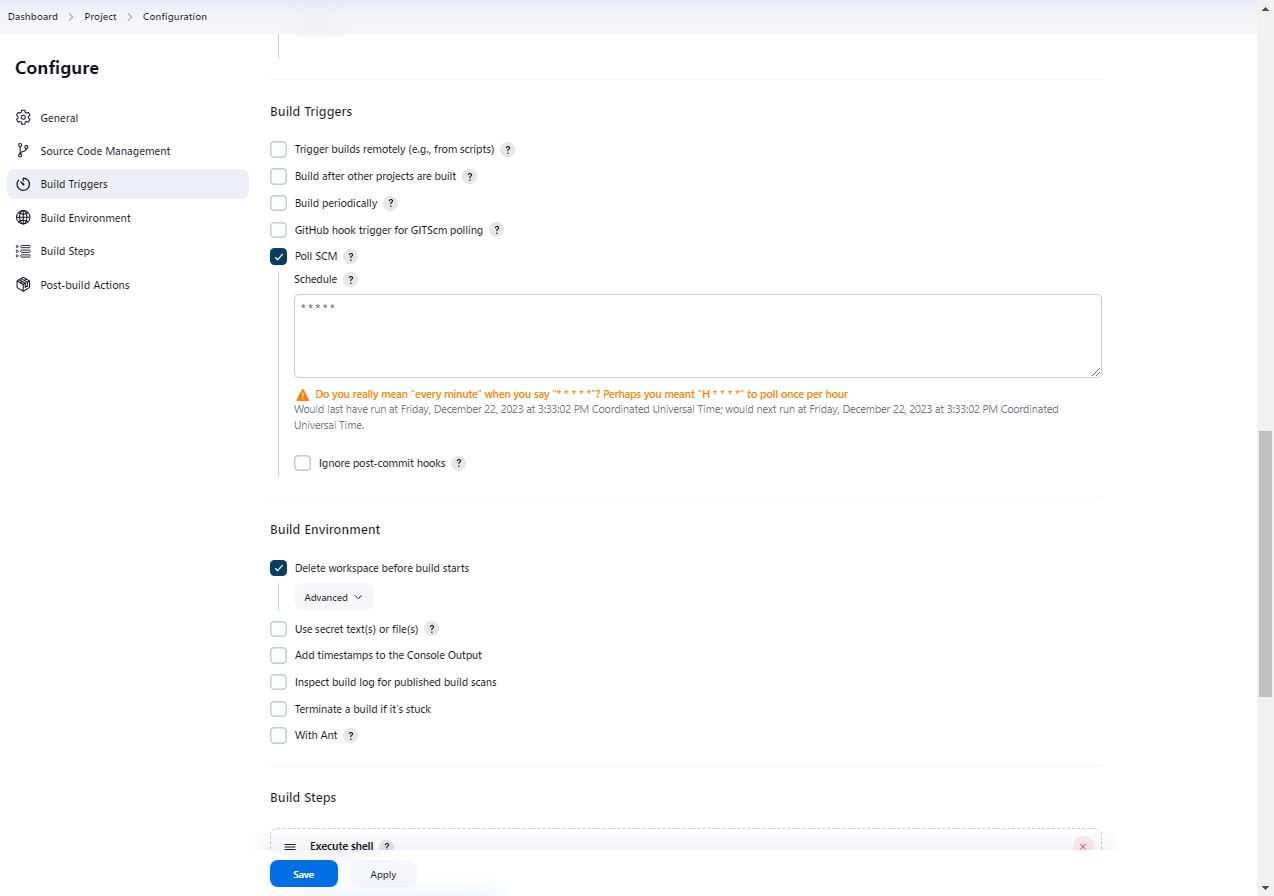 Dashboard > Project > Configuration
Configure
General
Source Code Management
Build Triggers
Build Environment
Build Steps
Post-build Actions
Build Triggers
Trigger builds remotely (e.g., from scripts) ?
Build after other projects are built ?
Build periodically ?
GitHub hook trigger for GITScm polling ?
Poll SCM ?
Schedule ?
* * * * *
Do you really mean "every minute" when you say "* * * * *"? Perhaps you meant "H * * * *" to poll once per hour
Would last have run at Friday, December 22, 2023 at 3:33:02 PM Coordinated Universal Time; would next run at Friday, December 22, 2023 at 3:33:02 PM Coordinated
Universal Time.
Ignore post-commit hooks ?
Build Environment
Delete workspace before build starts
Advanced
Use secret text(s) or file(s) ?
Add timestamps to the Console Output
Inspect build log for published build scans
Terminate a build if it's stuck
With Ant ?
Build Steps
Execute shell ?
Save
Apply